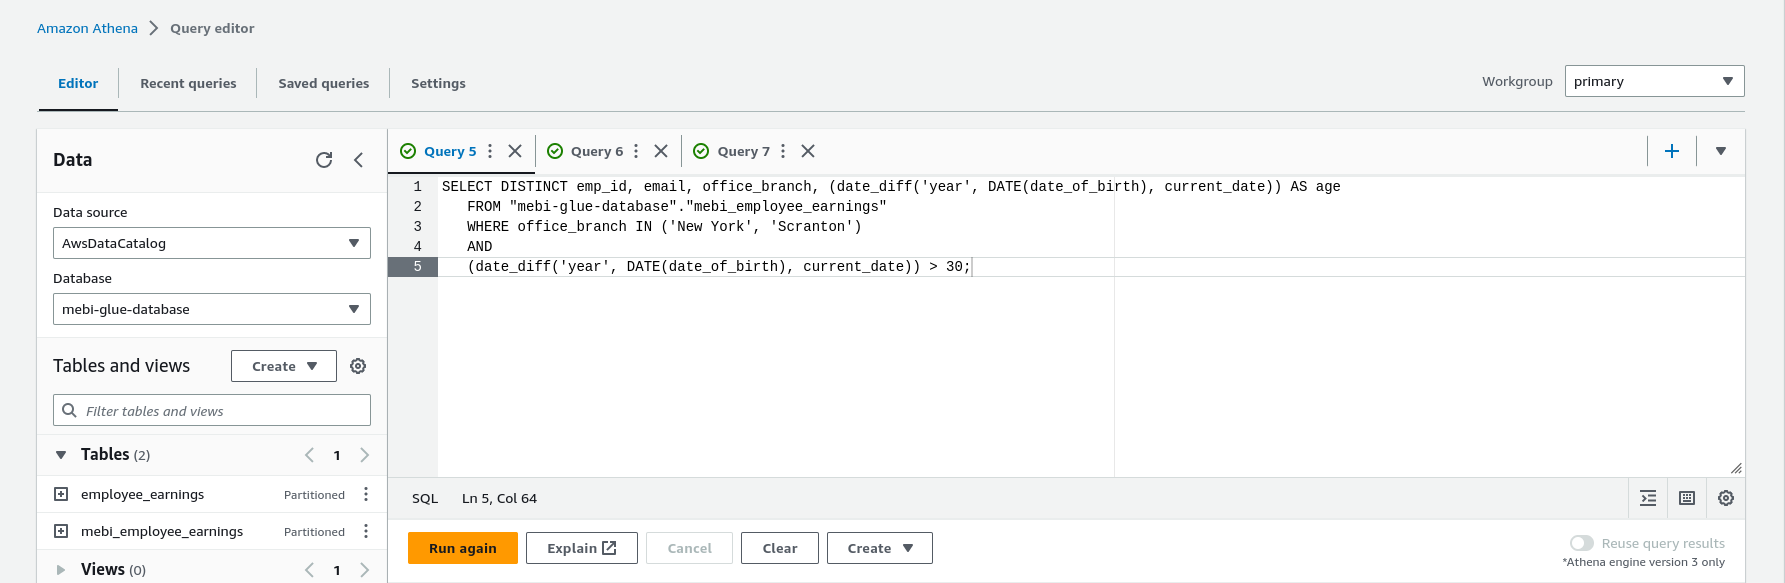 Amazon Athena > Query editor
Editor Recent queries Saved queries Settings
Workgroup primary
Data
Data source
AwsDataCatalog
Database
mebi-glue-database
Tables and views Create
Filter tables and views
Tables (2) 1
employee_earnings Partitioned
mebi_employee_earnings Partitioned
Views (0) 1
Query 5 Query 6 Query 7
1 SELECT DISTINCT emp_id, email, office_branch, (date_diff('year', DATE(date_of_birth), current_date)) AS age
2 FROM "mebi-glue-database"."mebi_employee_earnings"
3 WHERE office_branch IN ('New York', 'Scranton')
4 AND
5 (date_diff('year', DATE(date_of_birth), current_date)) > 30;
SQL Ln 5, Col 64
Run again Explain Cancel Clear Create
Reuse query results
*Athena engine version 3 only